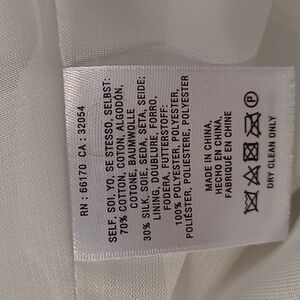 RN : 66170 CA : 32054
SELF, SOI, YO, SE STESSO, SELBST:
70% COTTON, COTON, ALGODÓN,
COTONE, BAUMWOLLE
30% SILK, SOIE, SEDA, SETA, SEIDE;
LINING, DOUBLURE, FORRO,
FODERA, FUTTERSTOFF:
100% POLYESTER, POLYESTER,
POLIÉSTER, POLIESTERE, POLYESTER
MADE IN CHINA,
HECHO EN CHINA,
FABRIQUÉ EN CHINE
P
DRY CLEAN ONLY